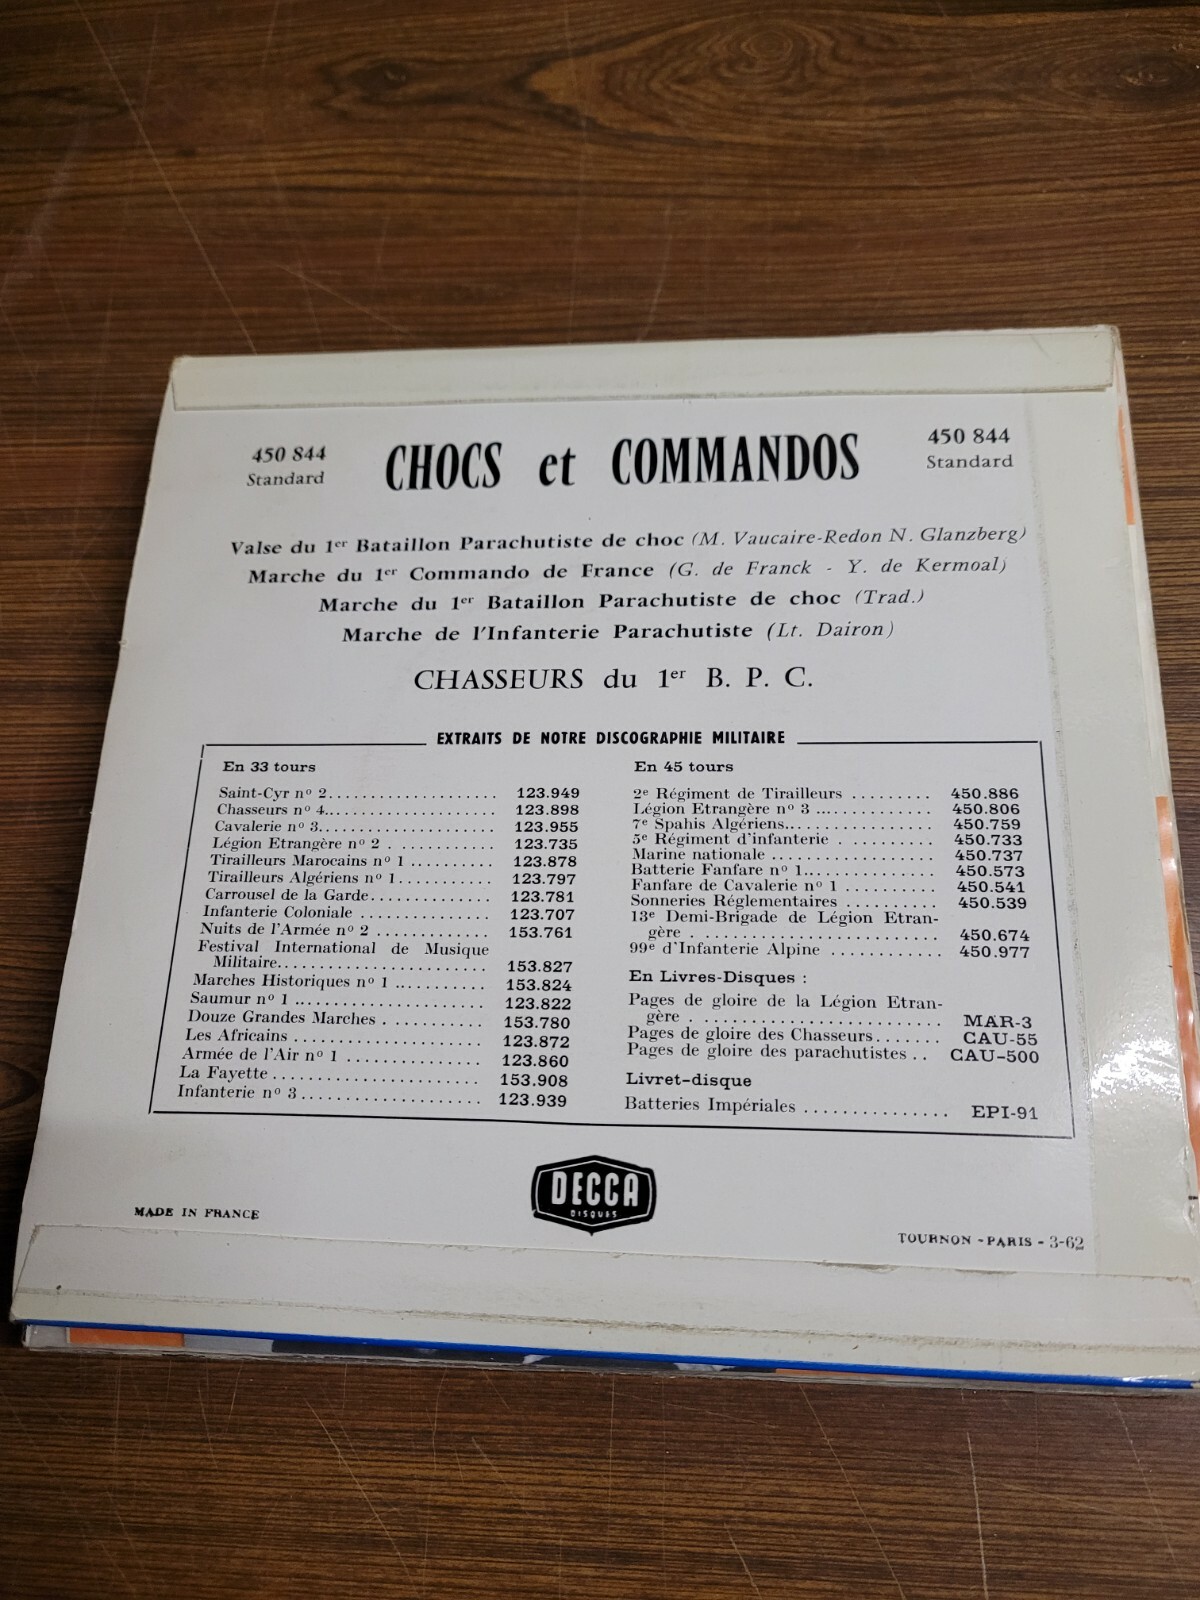 450 844
Standard
CHOCS et COMMANDOS
450 844
Standard
Valse du 1er Bataillon Parachutiste de choc (M. Vaucaire-Redon N. Glanzberg)
Marche du 1er Commando de France (G. de Franck - Y. de Kermoal)
Marche du 1er Bataillon Parachutiste de choc (Trad.)
Marche de l'Infanterie Parachutiste (Lt. Dairon)
CHASSEURS du 1er B. P. C.
EXTRAITS DE NOTRE DISCOGRAPHIE MILITAIRE
En 33 tours
Saint-Cyr no 2.................... 123.949
Chasseurs no 4.................... 123.898
Cavalerie no 3.................... 123.955
Légion Etrangère no 2 ............ 123.735
Tirailleurs Marocains no 1 .......... 123.878
Tirailleurs Algériens no 1........... 123.797
Carrousel de la Garde.............. 123.781
Infanterie Coloniale ............... 123.707
Nuits de l'Armée no 2 ............. 153.761
Festival International de Musique
Militaire......................... 153.827
Marches Historiques no 1 .......... 153.824
Saumur no 1 ..................... 123.822
Douze Grandes Marches ........... 153.780
Les Africains ..................... 123.872
Armée de l'Air no 1 ............... 123.860
La Fayette....................... 153.908
Infanterie no 3.................... 123.939
En 45 tours
2e Régiment de Tirailleurs ......... 450.886
Légion Etrangère no 3 ............. 450.806
7e Spahis Algériens................ 450.759
5e Régiment d'infanterie .......... 450.733
Marine nationale .................. 450.737
Batterie Fanfare no 1.............. 450.573
Fanfare de Cavalerie no 1 .......... 450.541
Sonneries Réglementaires .......... 450.539
13e Demi-Brigade de Légion Etran-
gère ........................... 450.674
99e d'Infanterie Alpine ............ 450.977
En Livres-Disques :
Pages de gloire de la Légion Etran-
gère ........................... MAR-3
Pages de gloire des Chasseurs....... CAU-55
Pages de gloire des parachutistes .. CAU-500
Livret-disque
Batteries Impériales ............... EPI-91
DECCA
DISQUES
MADE IN FRANCE
TOURNON - PARIS - 3-62